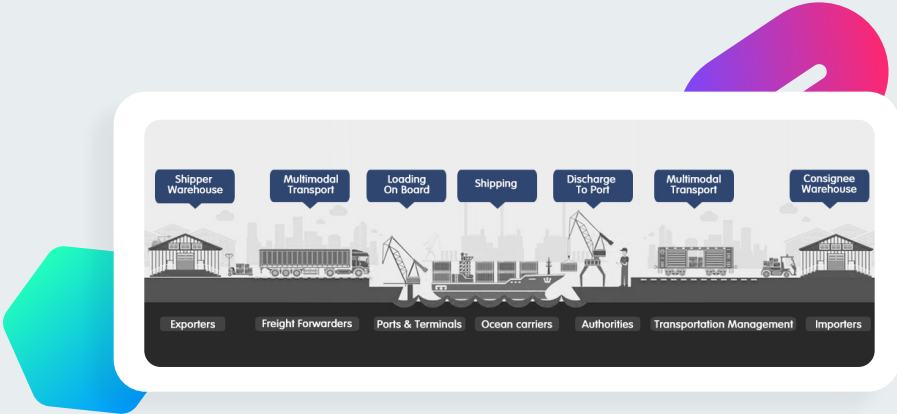 Shipper
Warehouse
Multimodal
Transport
Loading
On Board
Shipping
Discharge
To Port
Multimodal
Transport
Consignee
Warehouse
Exporters
Freight Forwarders
Ports & Terminals
Ocean carriers
Authorities
Transportation Management
Importers